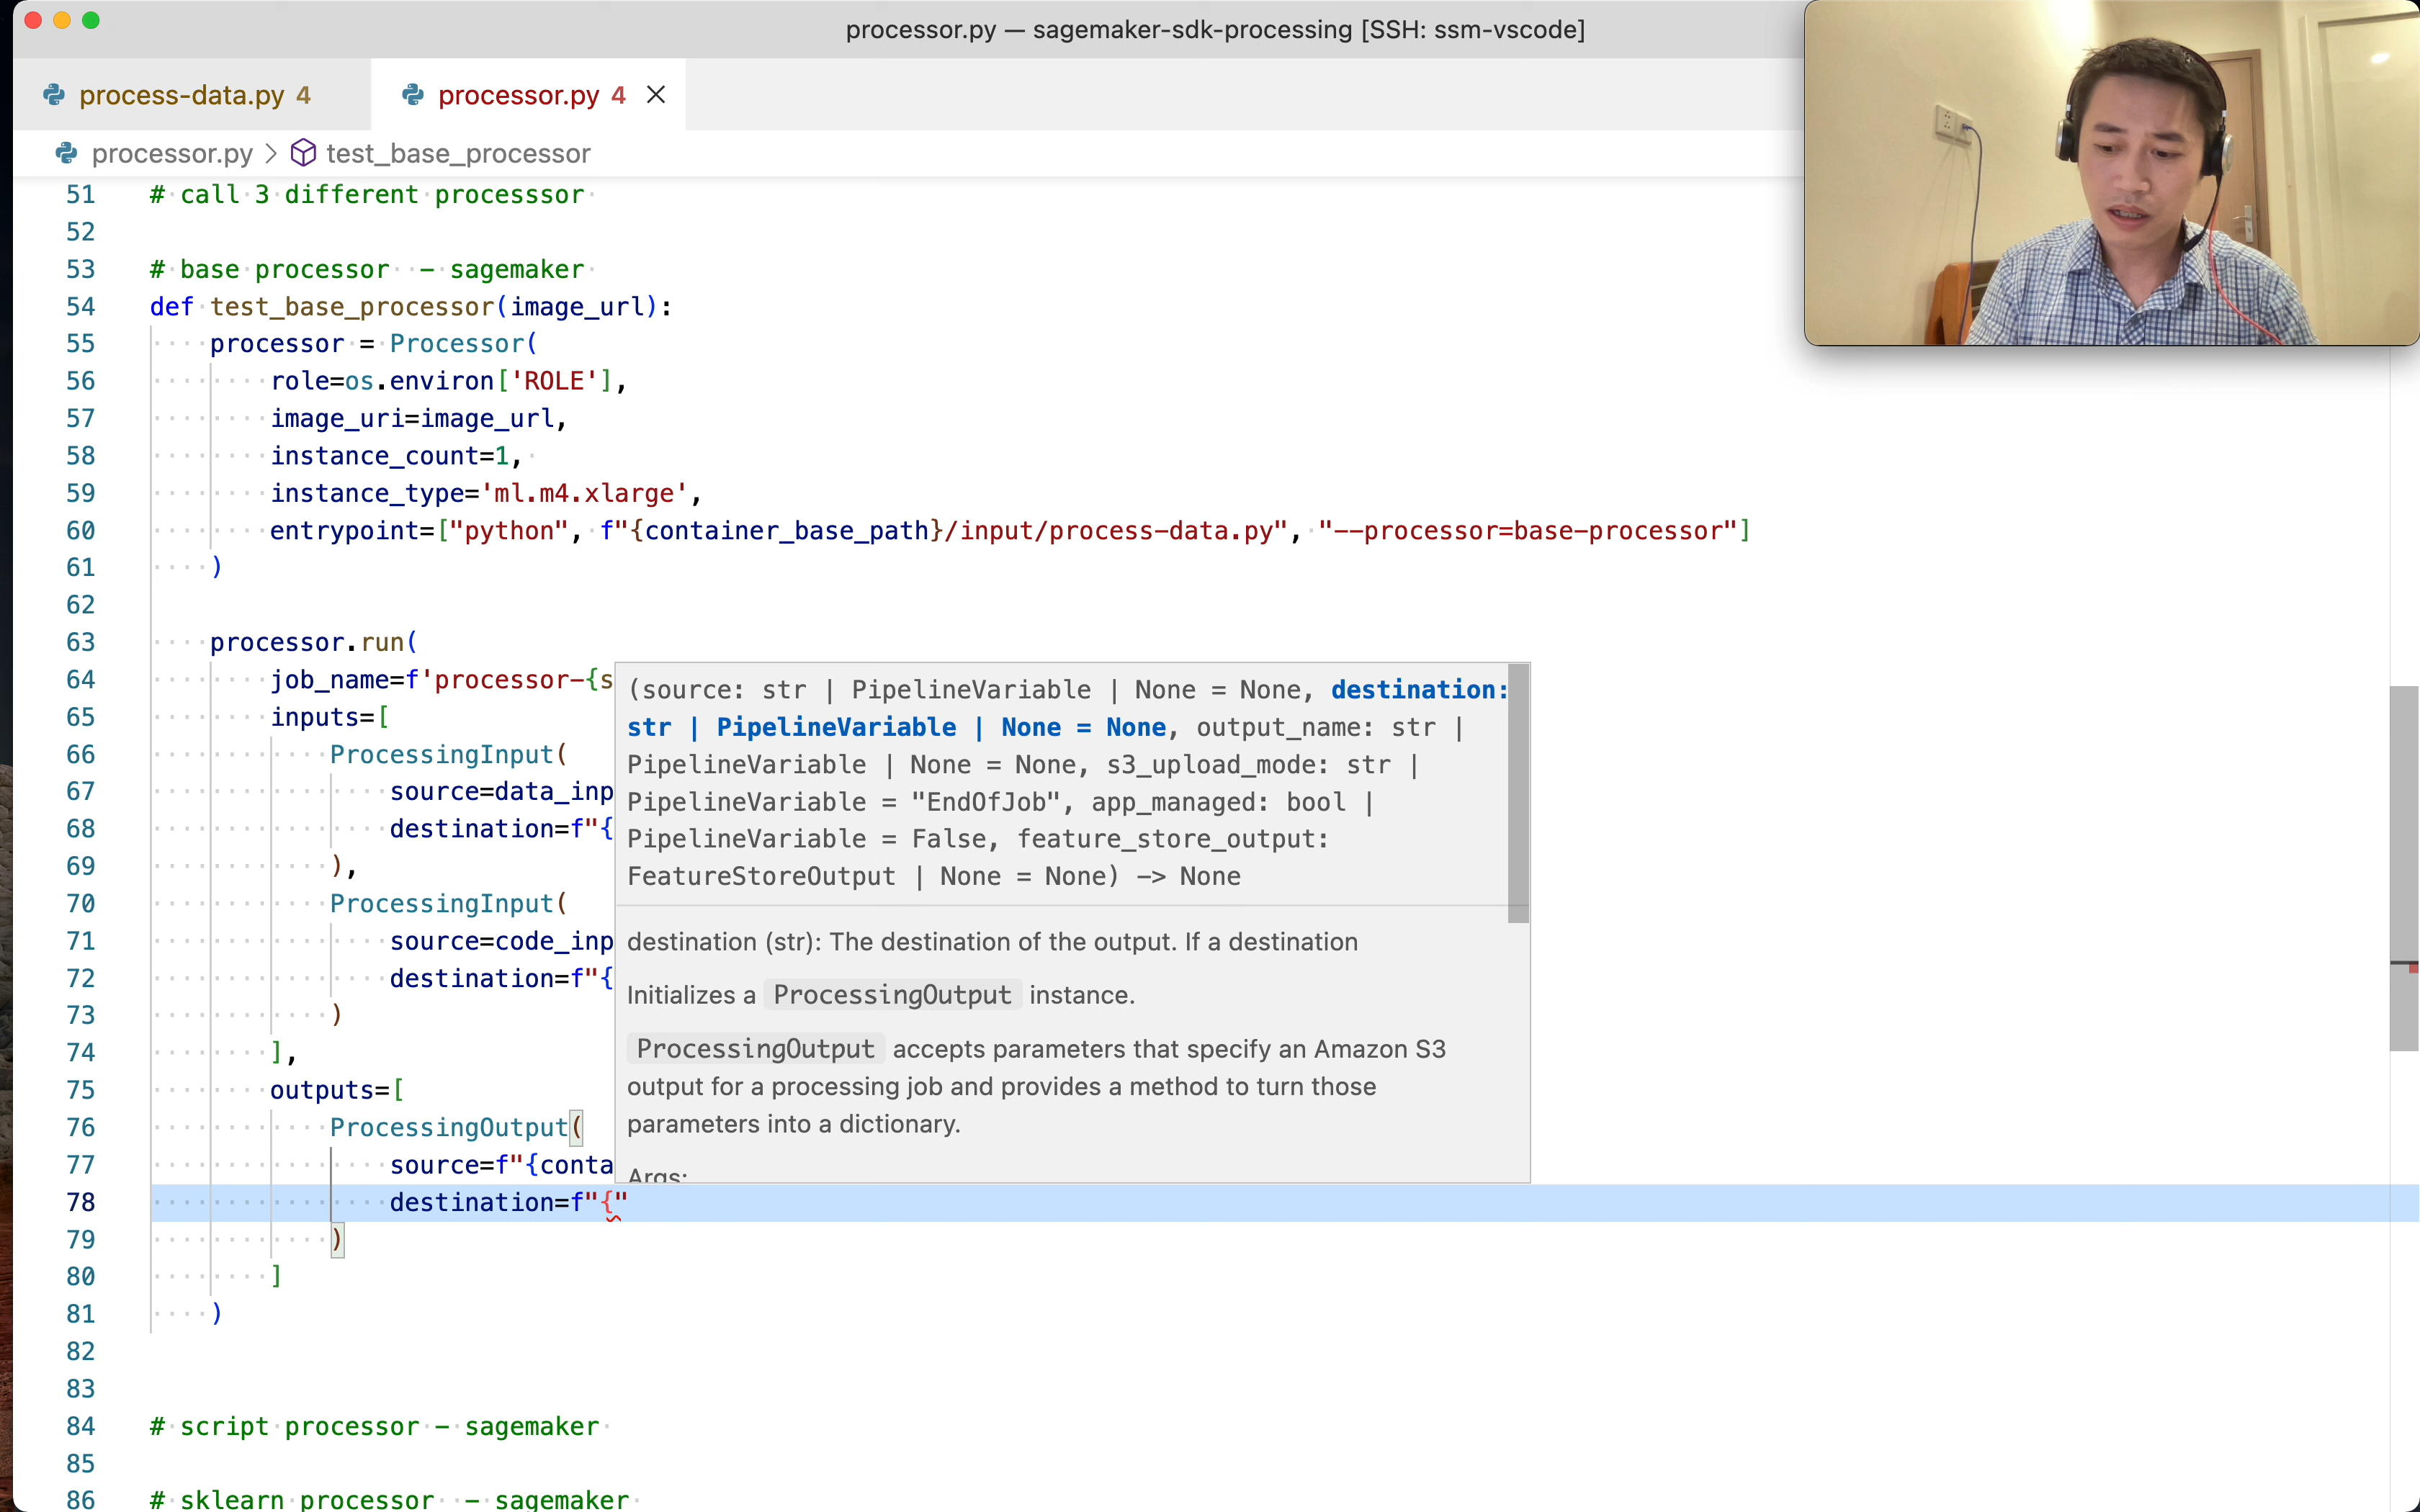 processor.py — sagemaker-sdk-processing [SSH: ssm-vscode]
process-data.py 4
processor.py 4
processor.py > test_base_processor
51 # call 3 different processsor
52
53 # base processor  - sagemaker
54 def test_base_processor(image_url):
55 processor = Processor(
56 role=os.environ['ROLE'],
57 image_uri=image_url,
58 instance_count=1,
59 instance_type='ml.m4.xlarge',
60 entrypoint=["python", f"{container_base_path}/input/process-data.py", "--processor=base-processor"]
61 )
62
63 processor.run(
64 job_name=f'processor-{s
65 inputs=[
66 ProcessingInput(
67 source=data_inp
68 destination=f"{
69 ),
70 ProcessingInput(
71 source=code_inp
72 destination=f"{
73 )
74 ],
75 outputs=[
76 ProcessingOutput(
77 source=f"{conta
78 destination=f"{"
79 )
80 ]
81 )
82
83
84 # script processor - sagemaker
85
86 # sklearn processor  - sagemaker
(source: str | PipelineVariable | None = None, destination:
str | PipelineVariable | None = None, output_name: str |
PipelineVariable | None = None, s3_upload_mode: str |
PipelineVariable = "EndOfJob", app_managed: bool |
PipelineVariable = False, feature_store_output:
FeatureStoreOutput | None = None) -> None
destination (str): The destination of the output. If a destination
Initializes a ProcessingOutput instance.
ProcessingOutput accepts parameters that specify an Amazon S3
output for a processing job and provides a method to turn those
parameters into a dictionary.
Args: